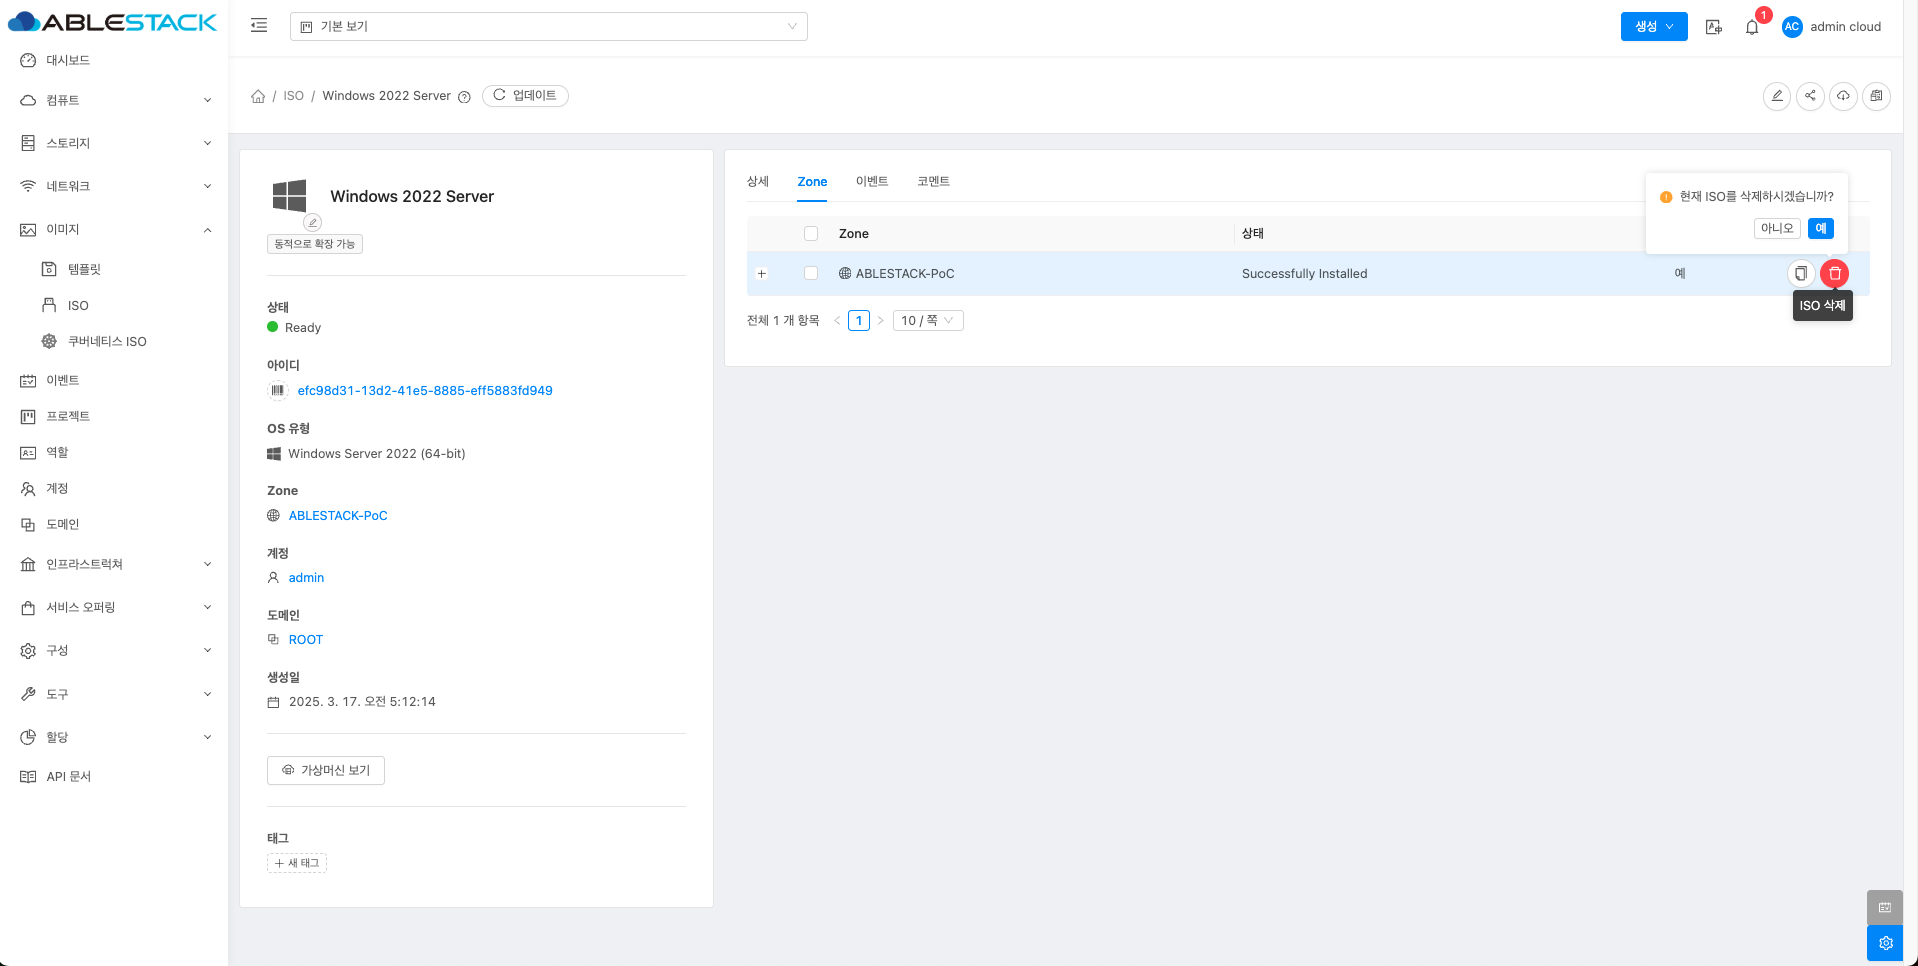 ABLESTACK
기본 보기
생성
1
AC
admin cloud
대시보드
컴퓨트
스토리지
네트워크
이미지
템플릿
ISO
쿠버네티스 ISO
이벤트
프로젝트
역할
계정
도메인
인프라스트럭쳐
서비스 오퍼링
구성
도구
할당
API 문서
/ ISO / Windows 2022 Server
업데이트
Windows 2022 Server
동적으로 확장 가능
상태
Ready
아이디
efc98d31-13d2-41e5-8885-eff5883fd949
OS 유형
Windows Server 2022 (64-bit)
Zone
ABLESTACK-PoC
계정
admin
도메인
ROOT
생성일
2025. 3. 17. 오전 5:12:14
가상머신 보기
태그
+ 새 태그
상세
Zone
이벤트
코멘트
현재 ISO를 삭제하시겠습니까?
아니오
예
Zone
상태
ABLESTACK-PoC
Successfully Installed
예
ISO 삭제
전체 1 개 항목
1
10 / 쪽